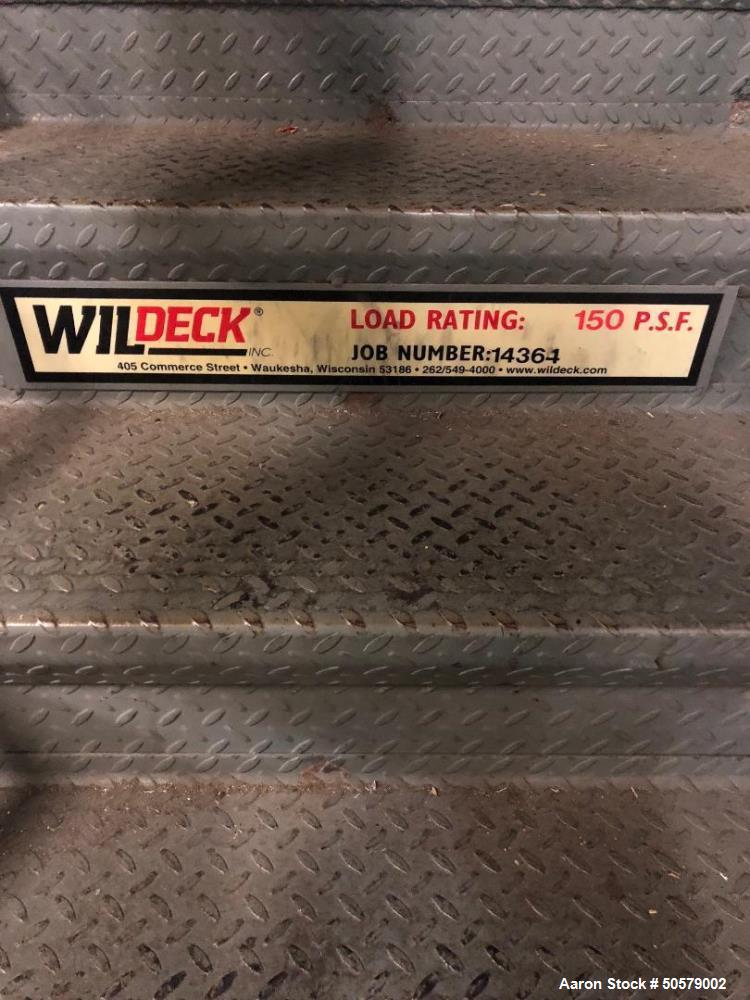 WILDECK® INC.
LOAD RATING: 150 P.S.F.
JOB NUMBER:14364
405 Commerce Street • Waukesha, Wisconsin 53186 • 262/549-4000 • www.wildeck.com
Aaron Stock # 50579002